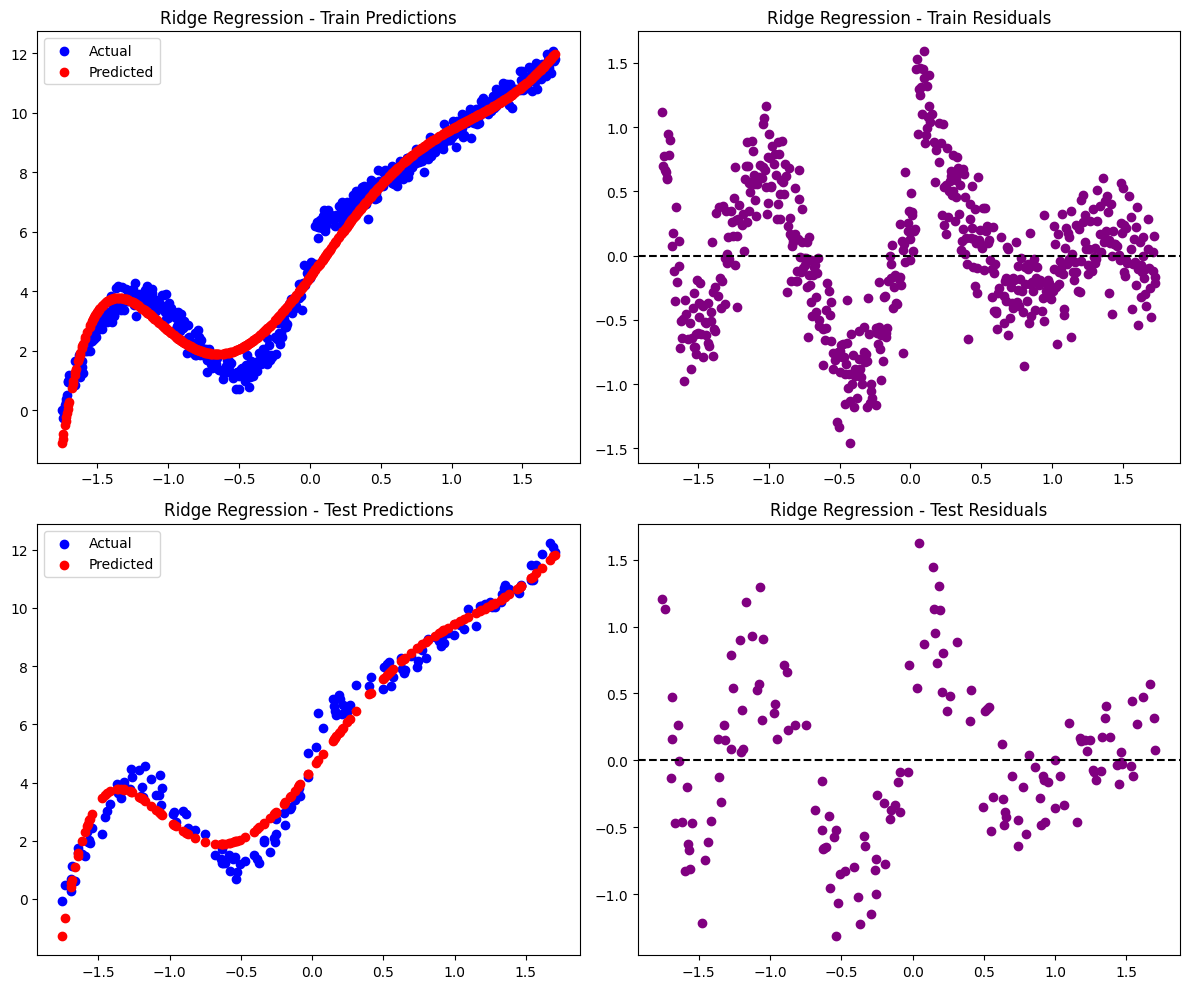 Ridge Regression - Train Predictions
Actual
Predicted
12
10
8
6
4
2
0
−1.5 −1.0 −0.5 0.0 0.5 1.0 1.5
Ridge Regression - Train Residuals
1.5
1.0
0.5
0.0
−0.5
−1.0
−1.5
−1.5 −1.0 −0.5 0.0 0.5 1.0 1.5
Ridge Regression - Test Predictions
Actual
Predicted
12
10
8
6
4
2
0
−1.5 −1.0 −0.5 0.0 0.5 1.0 1.5
Ridge Regression - Test Residuals
1.5
1.0
0.5
0.0
−0.5
−1.0
−1.5 −1.0 −0.5 0.0 0.5 1.0 1.5